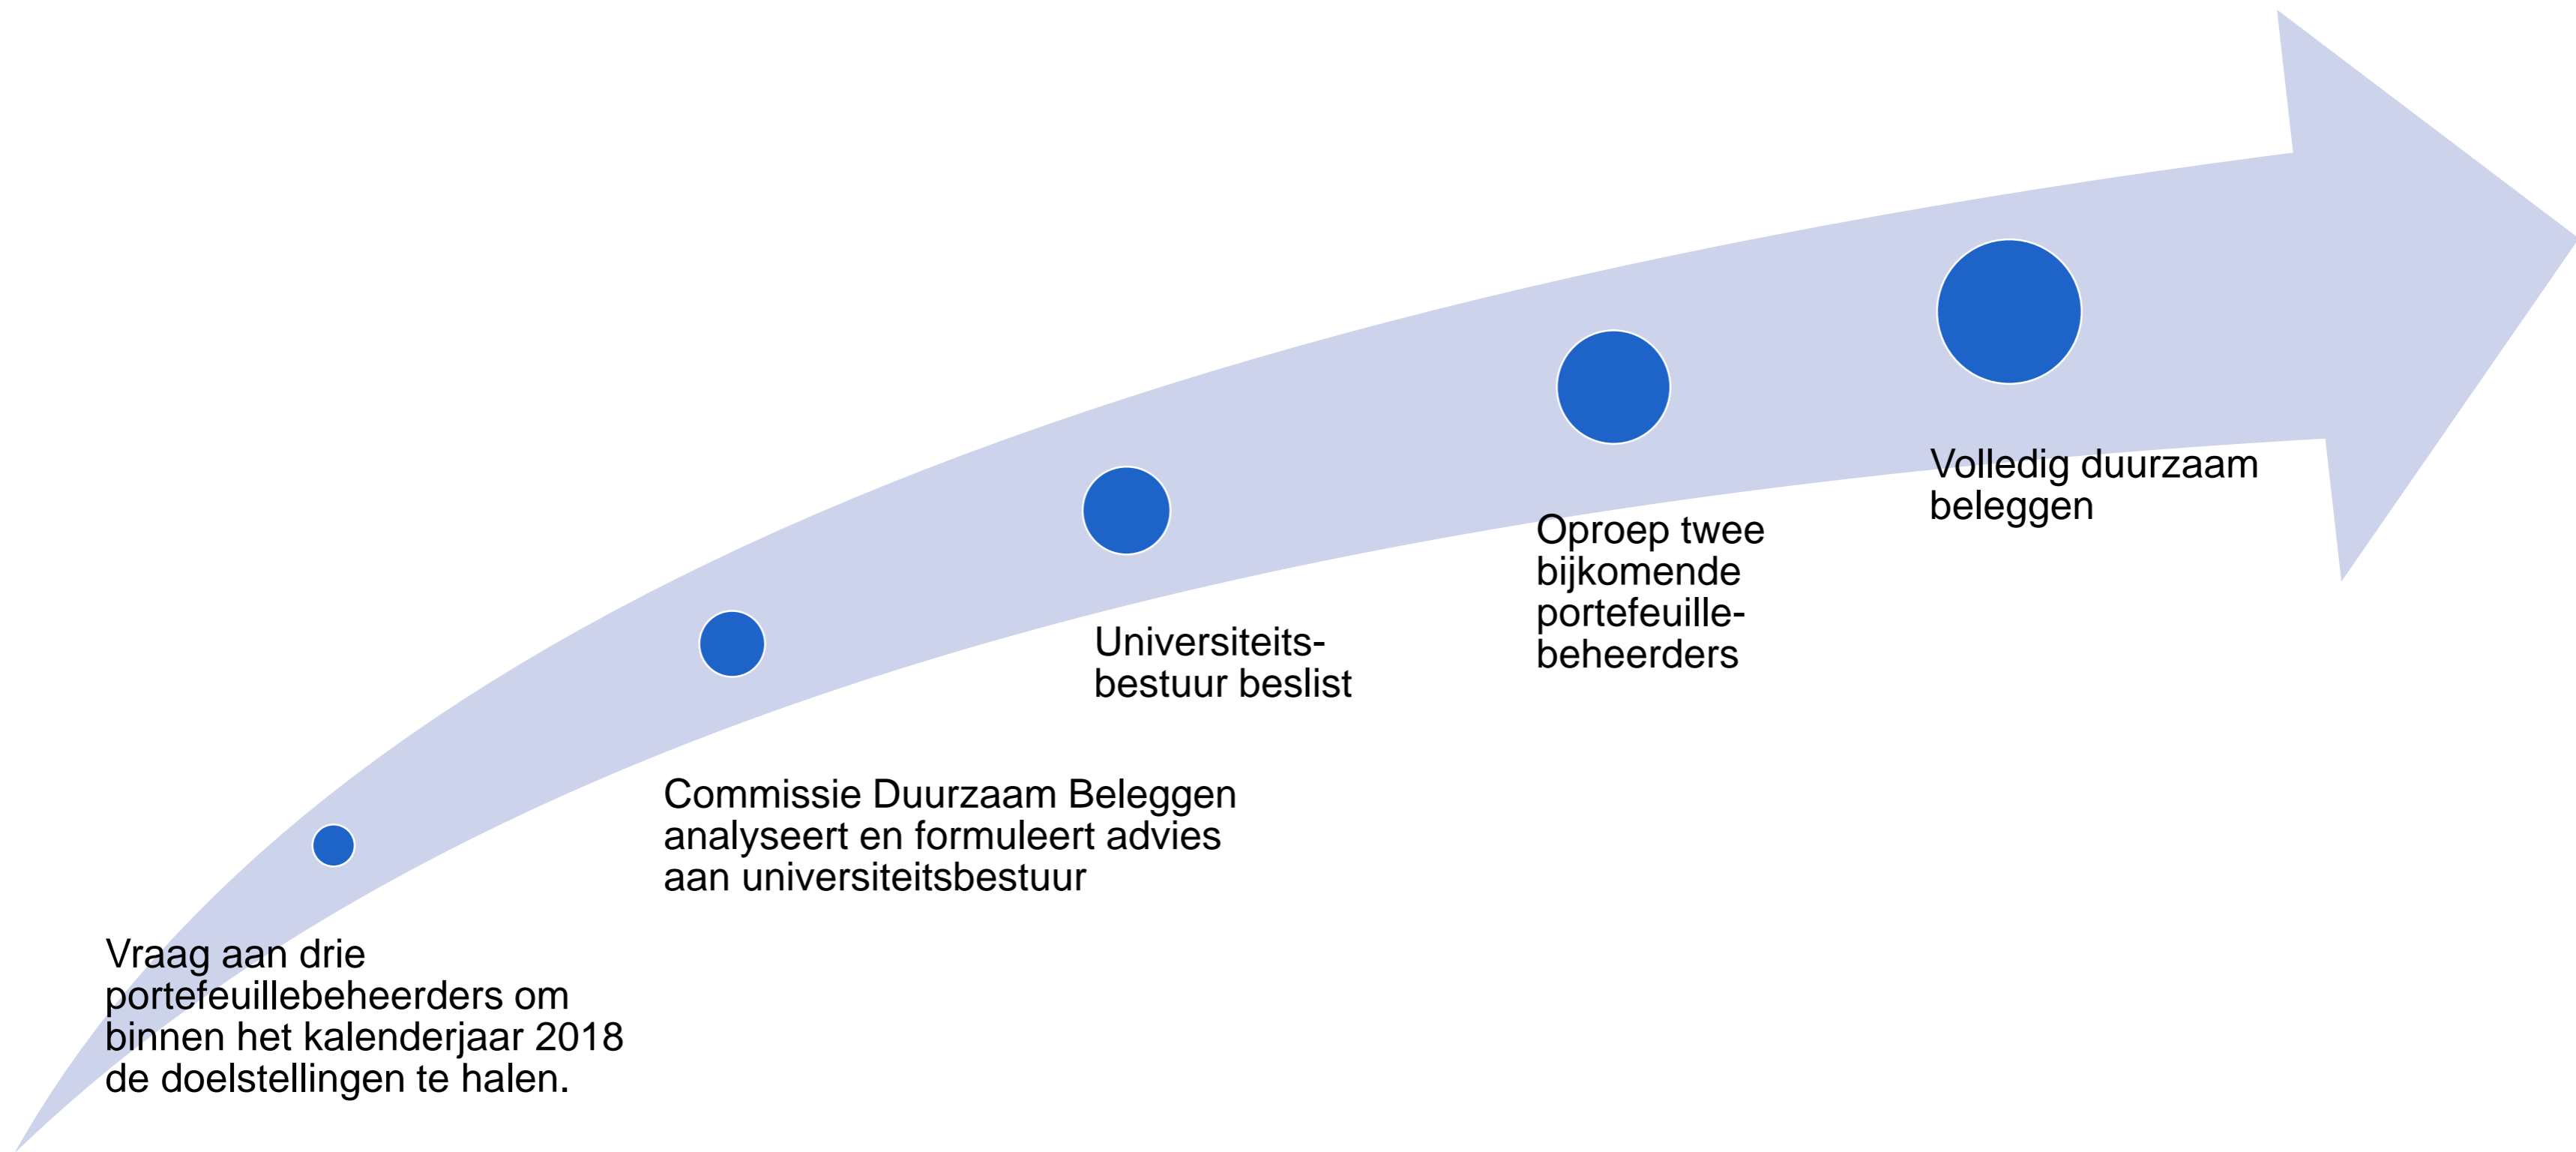 Vraag aan drie
portefeuillebeheerders om
binnen het kalenderjaar 2018
de doelstellingen te halen.
Commissie Duurzaam Beleggen
analyseert en formuleert advies
aan universiteitsbestuur
Universiteits-
bestuur beslist
Oproep twee
bijkomende
portefeuille-
beheerders
Volledig duurzaam
beleggen